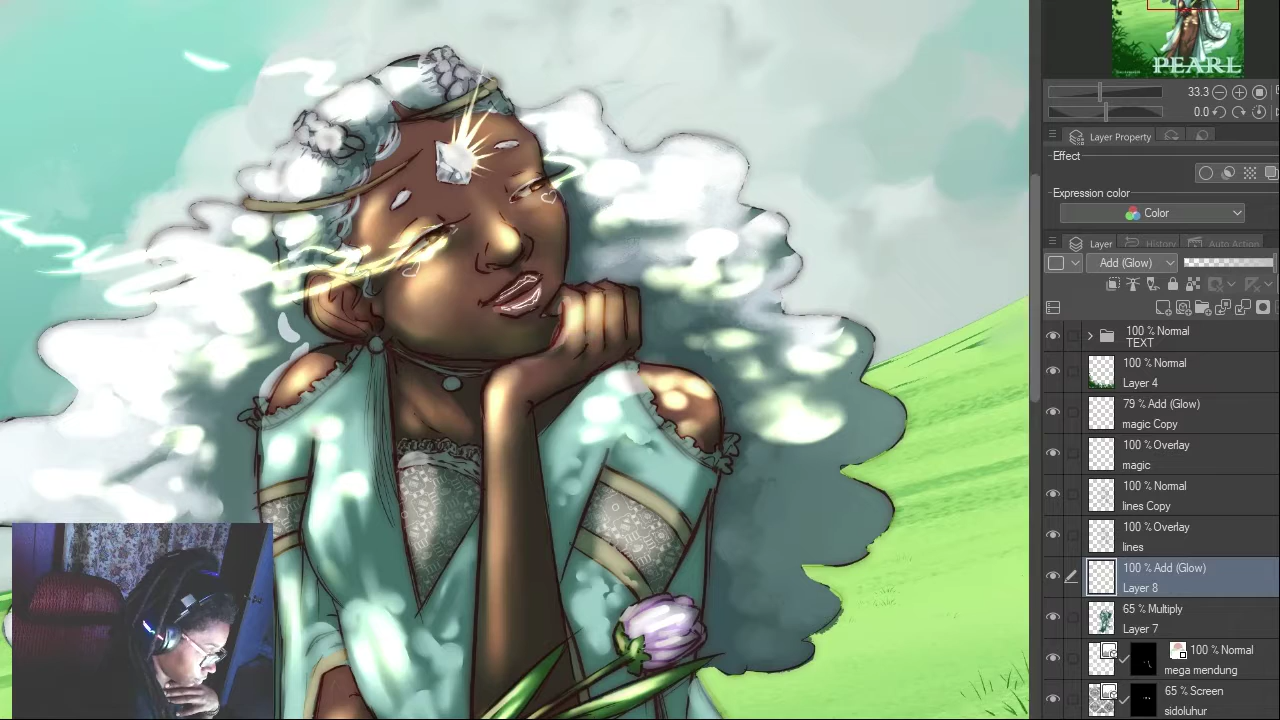 PEARL
33.3
0.0
Layer Property
Effect
Expression color
Color
Layer
History
Auto Action
Add (Glow)
100 % Normal
TEXT
100 % Normal
Layer 4
79 % Add (Glow)
magic Copy
100 % Overlay
magic
100 % Normal
lines Copy
100 % Overlay
lines
100 % Add (Glow)
Layer 8
65 % Multiply
Layer 7
100 % Normal
mega mendung
65 % Screen
sidoluhur